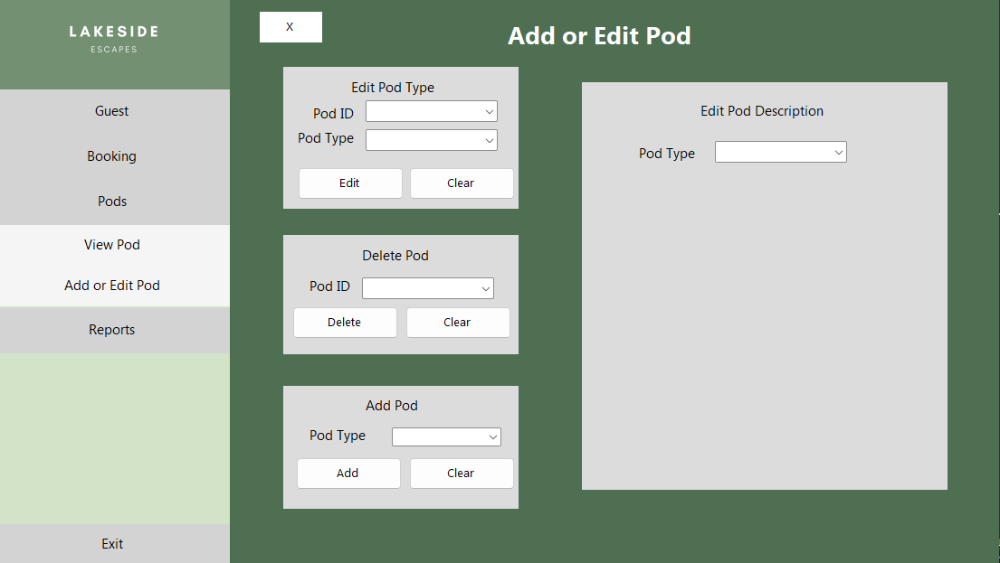 LAKESIDE
ESCAPES
Guest
Booking
Pods
View Pod
Add or Edit Pod
Reports
Exit
X
Add or Edit Pod
Edit Pod Type
Pod ID
Pod Type
Edit Clear
Delete Pod
Pod ID
Delete Clear
Add Pod
Pod Type
Add Clear
Edit Pod Description
Pod Type